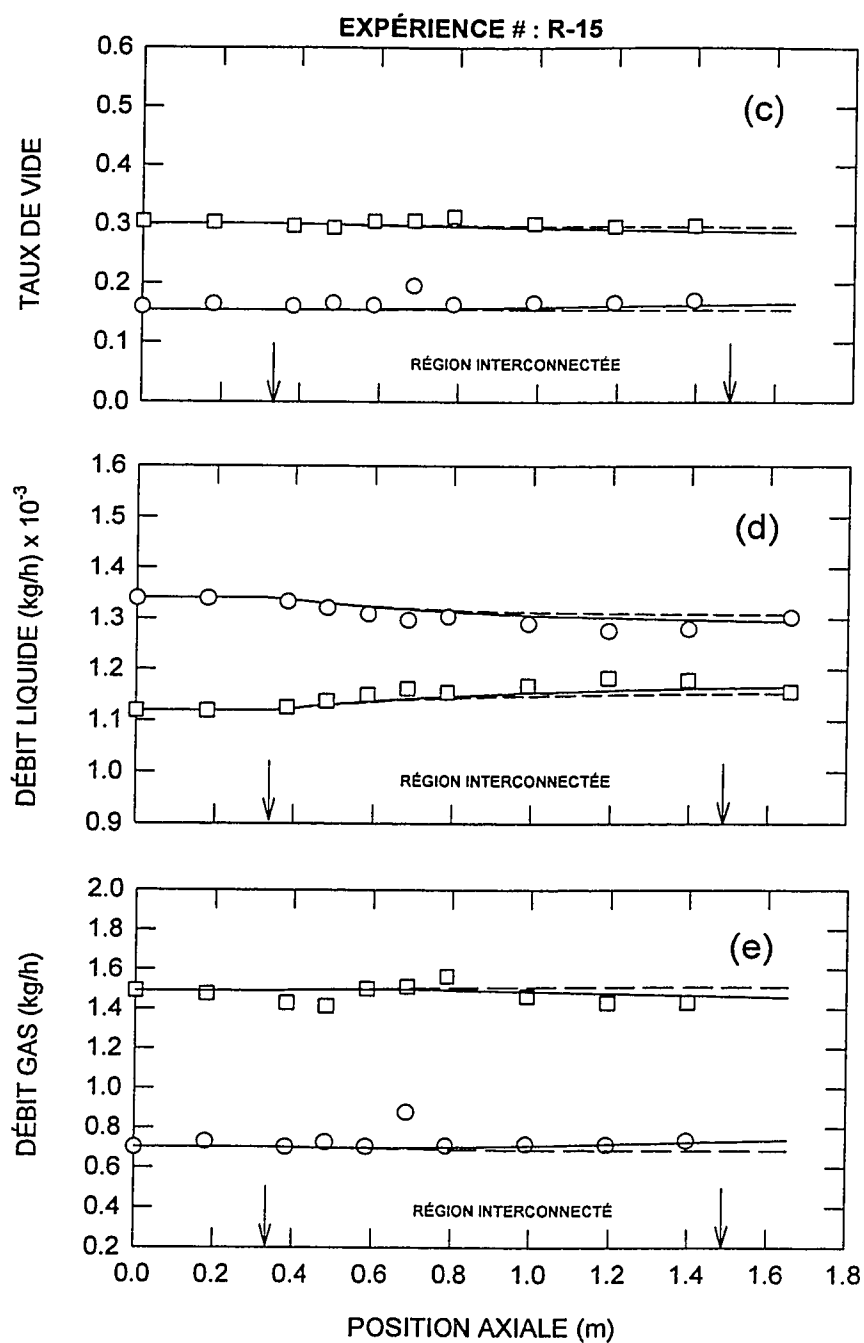 EXPÉRIENCE # : R-15
(c)
TAUX DE VIDE
0.6
0.5
0.4
0.3
0.2
0.1
0.0
RÉGION INTERCONNECTÉE
(d)
DÉBIT LIQUIDE (kg/h) x 10⁻³
1.6
1.5
1.4
1.3
1.2
1.1
1.0
0.9
RÉGION INTERCONNECTÉE
(e)
DÉBIT GAS (kg/h)
2.0
1.8
1.6
1.4
1.2
1.0
0.8
0.6
0.4
0.2
RÉGION INTERCONNECTÉ
0.0 0.2 0.4 0.6 0.8 1.0 1.2 1.4 1.6 1.8
POSITION AXIALE (m)